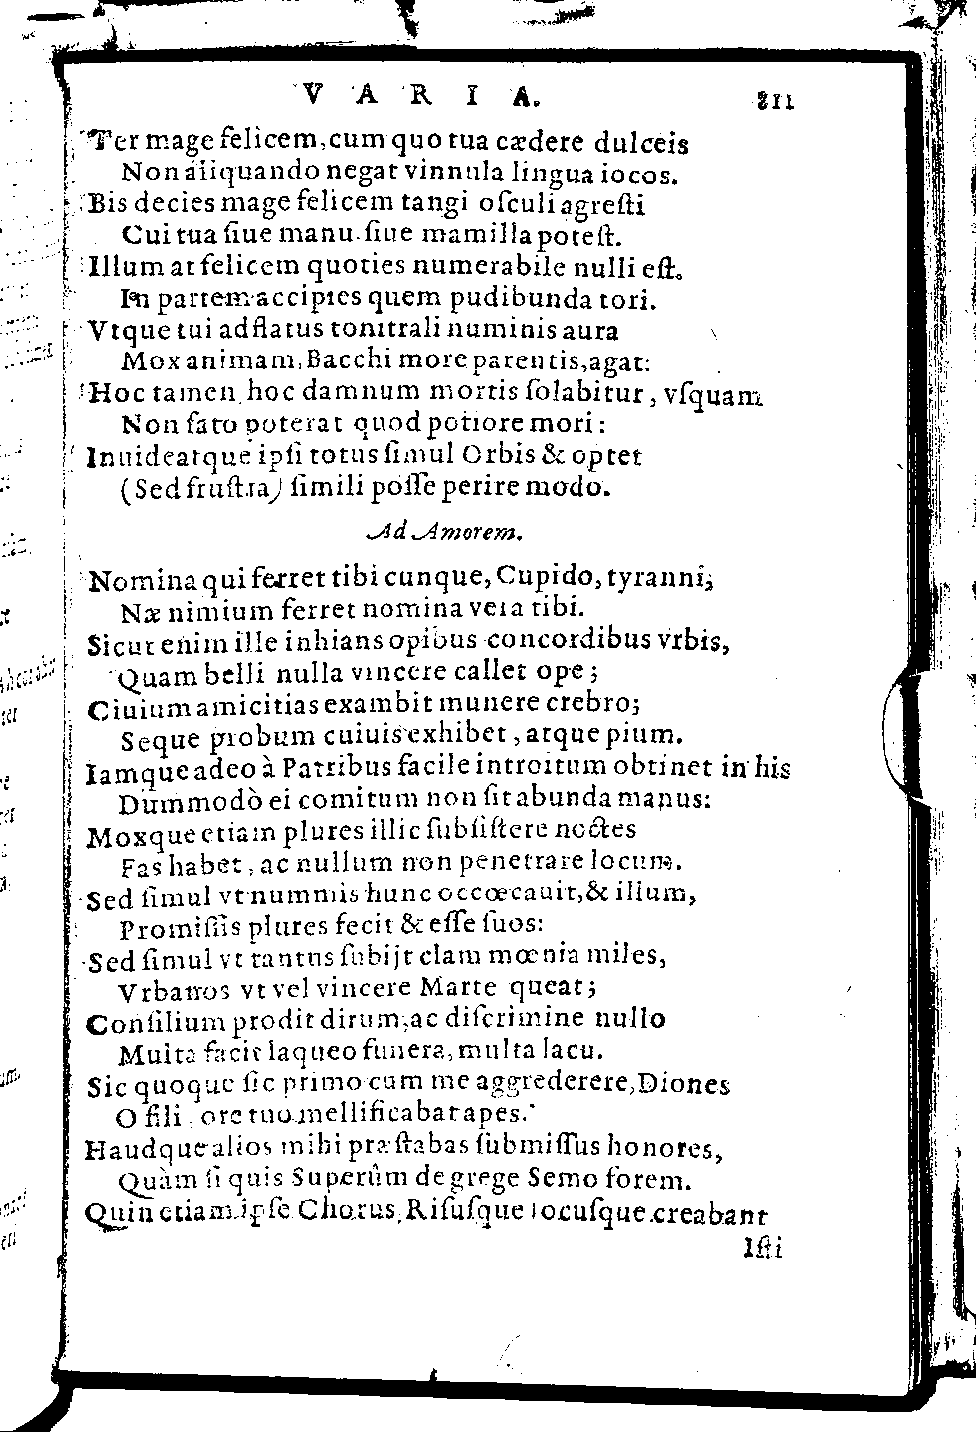 VARIA. 211
Ter mage felicem, cum quo tua cædere dulceis
Non aliquando negat vinnula lingua iocos.
Bis decies mage felicem tangi osculi agresti
Cui tua siue manu siue mamilla potest.
Illum at felicem quoties numerabile nulli est.
In partem accipies quem pudibunda tori.
Vtque tui adflatus tonitrali numinis aura
Mox animam, Bacchi more parentis, agat:
Hoc tamen hoc damnum mortis solabitur, vsquam
Non fato poterat quod potiore mori:
Inuideatque ipsi totus simul Orbis & optet
(Sed frustra) simili posse perire modo.
Ad Amorem.
Nomina qui ferret tibi cunque, Cupido, tyranni;
Næ nimium ferret nomina vera tibi.
Sicut enim ille inhians opibus concordibus vrbis,
Quam belli nulla vincere callet ope;
Ciuium amicitias exambit munere crebro;
Seque probum cuiuis exhibet, atque pium.
Iamque adeo à Patribus facile introitum obtinet in his
Dummodò ei comitum non sit abunda manus:
Moxque etiam plures illic subsistere noctes
Fas habet, ac nullum non penetrare locum.
Sed simul vt nummis hunc occœcauit, & illum,
Promissis plures fecit & esse suos:
Sed simul vt tantus subijt clam mœnia miles,
Vrbanos vt vel vincere Marte queat;
Consilium prodit dirum, ac discrimine nullo
Multa facit laqueo funera, multa lacu.
Sic quoque sic primo cum me aggrederere, Diones
O fili, ore tuo mellificabat apes.
Haudque alios mihi præstabas submissus honores,
Quàm si quis Superûm de grege Semo forem.
Quin etiam ipse Chorus, Risusque Iocusque creabant
Isti